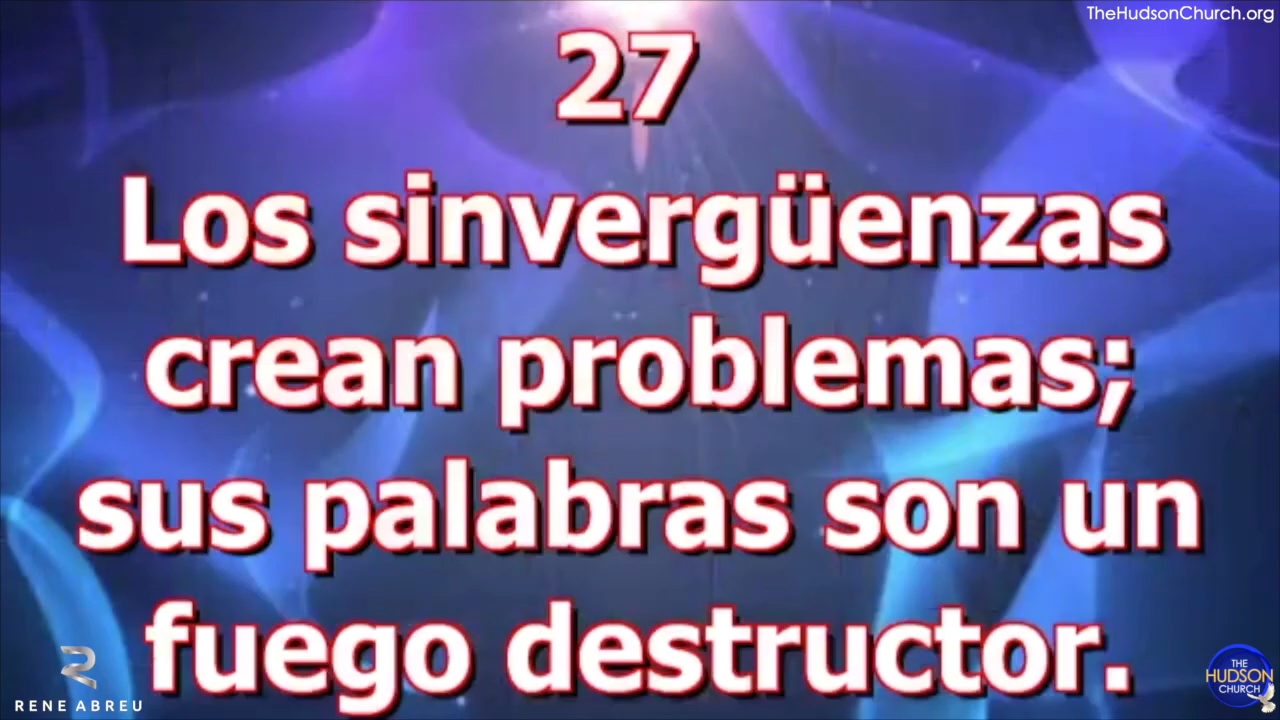 TheHudsonChurch.org
27
Los sinvergüenzas
crean problemas;
sus palabras son un
fuego destructor.
RENE ABREU
THE
HUDSON
CHURCH